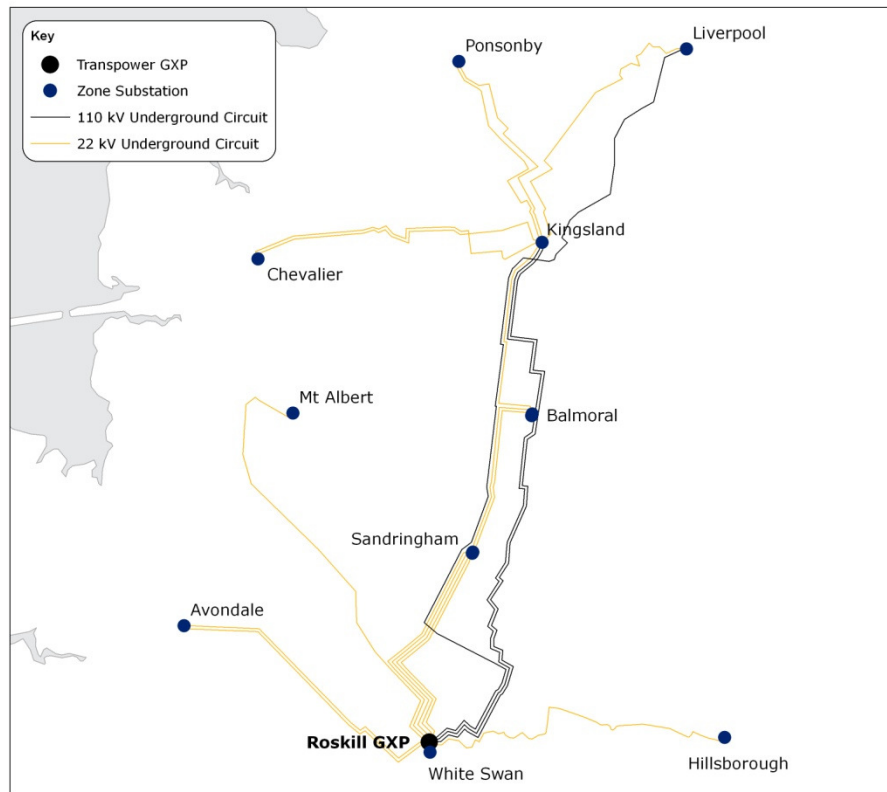 Key
Transpower GXP
Zone Substation
110 kV Underground Circuit
22 kV Underground Circuit
Ponsonby
Liverpool
Kingsland
Chevalier
Mt Albert
Balmoral
Sandringham
Avondale
Roskill GXP
White Swan
Hillsborough